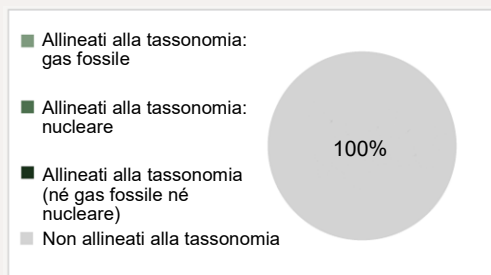 Allineati alla tassonomia:
gas fossile
Allineati alla tassonomia:
nucleare
Allineati alla tassonomia
(né gas fossile né
nucleare)
Non allineati alla tassonomia
100%